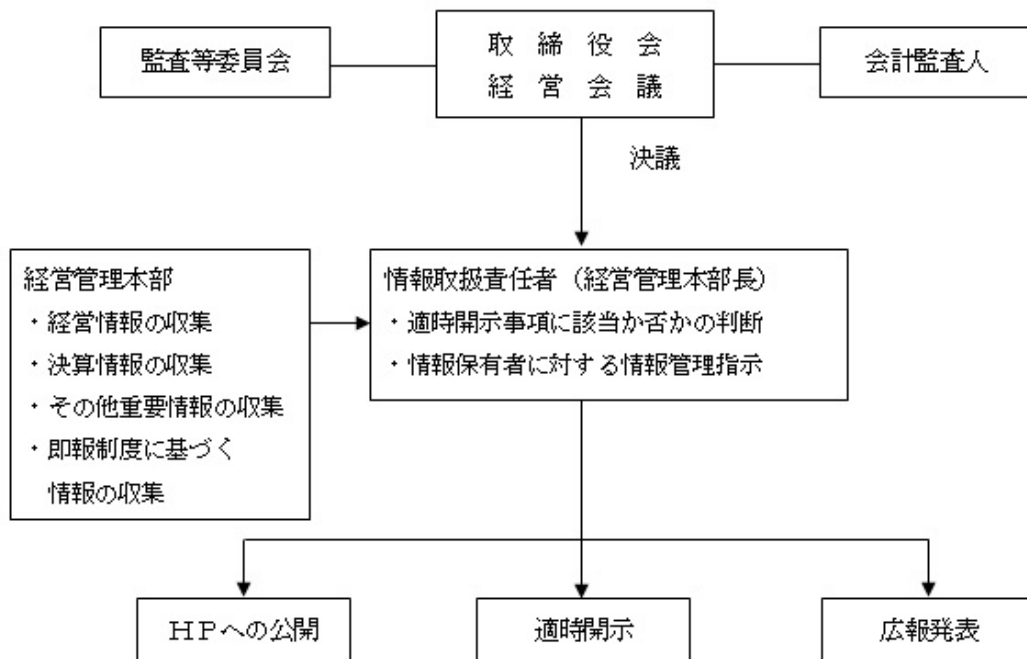 監査等委員会
取 締 役 会
経 営 会 議
会計監査人
決議
経営管理本部
・経営情報の収集
・決算情報の収集
・その他重要情報の収集
・即報制度に基づく
情報の収集
情報取扱責任者（経営管理本部長）
・適時開示事項に該当か否かの判断
・情報保有者に対する情報管理指示
ＨＰへの公開
適時開示
広報発表